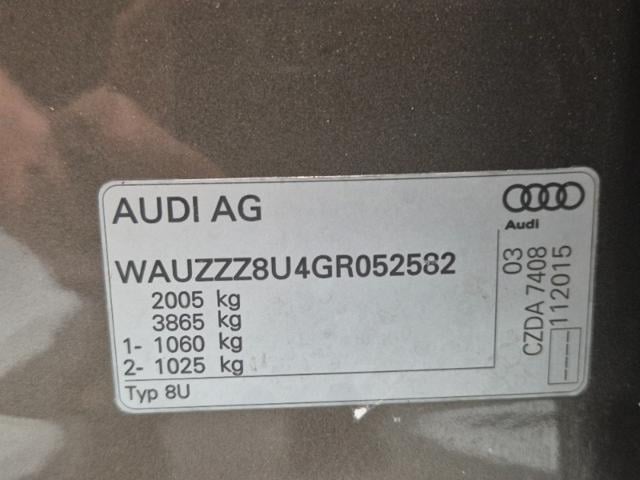 AUDI AG
Audi
WAUZZZ8U4GR052582
2005 kg
3865 kg
1- 1060 kg
2- 1025 kg
Typ 8U
03
CZDA 7408
112015
----